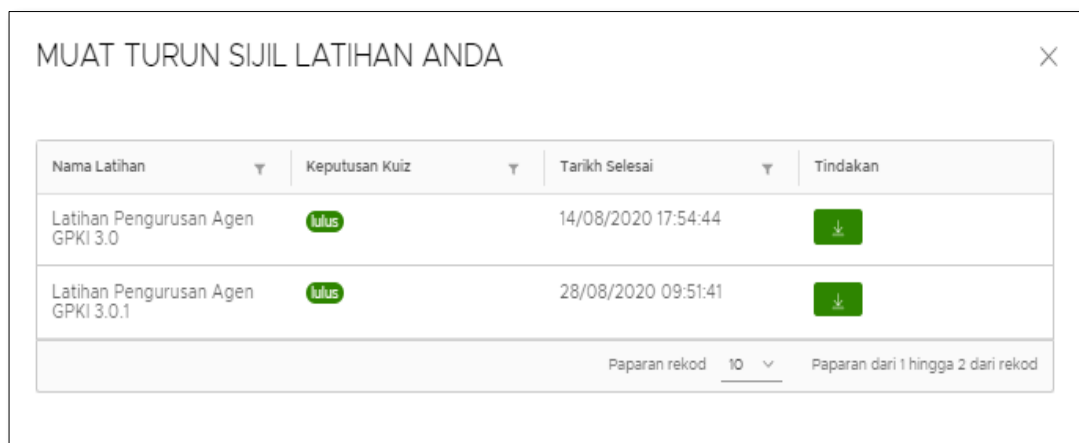 MUAT TURUN SIJIL LATIHAN ANDA
Nama Latihan Keputusan Kuiz Tarikh Selesai Tindakan
Latihan Pengurusan Agen lulus 14/08/2020 17:54:44
GPKI 3.0
Latihan Pengurusan Agen lulus 28/08/2020 09:51:41
GPKI 3.0.1
Paparan rekod 10 Paparan dari 1 hingga 2 dari rekod